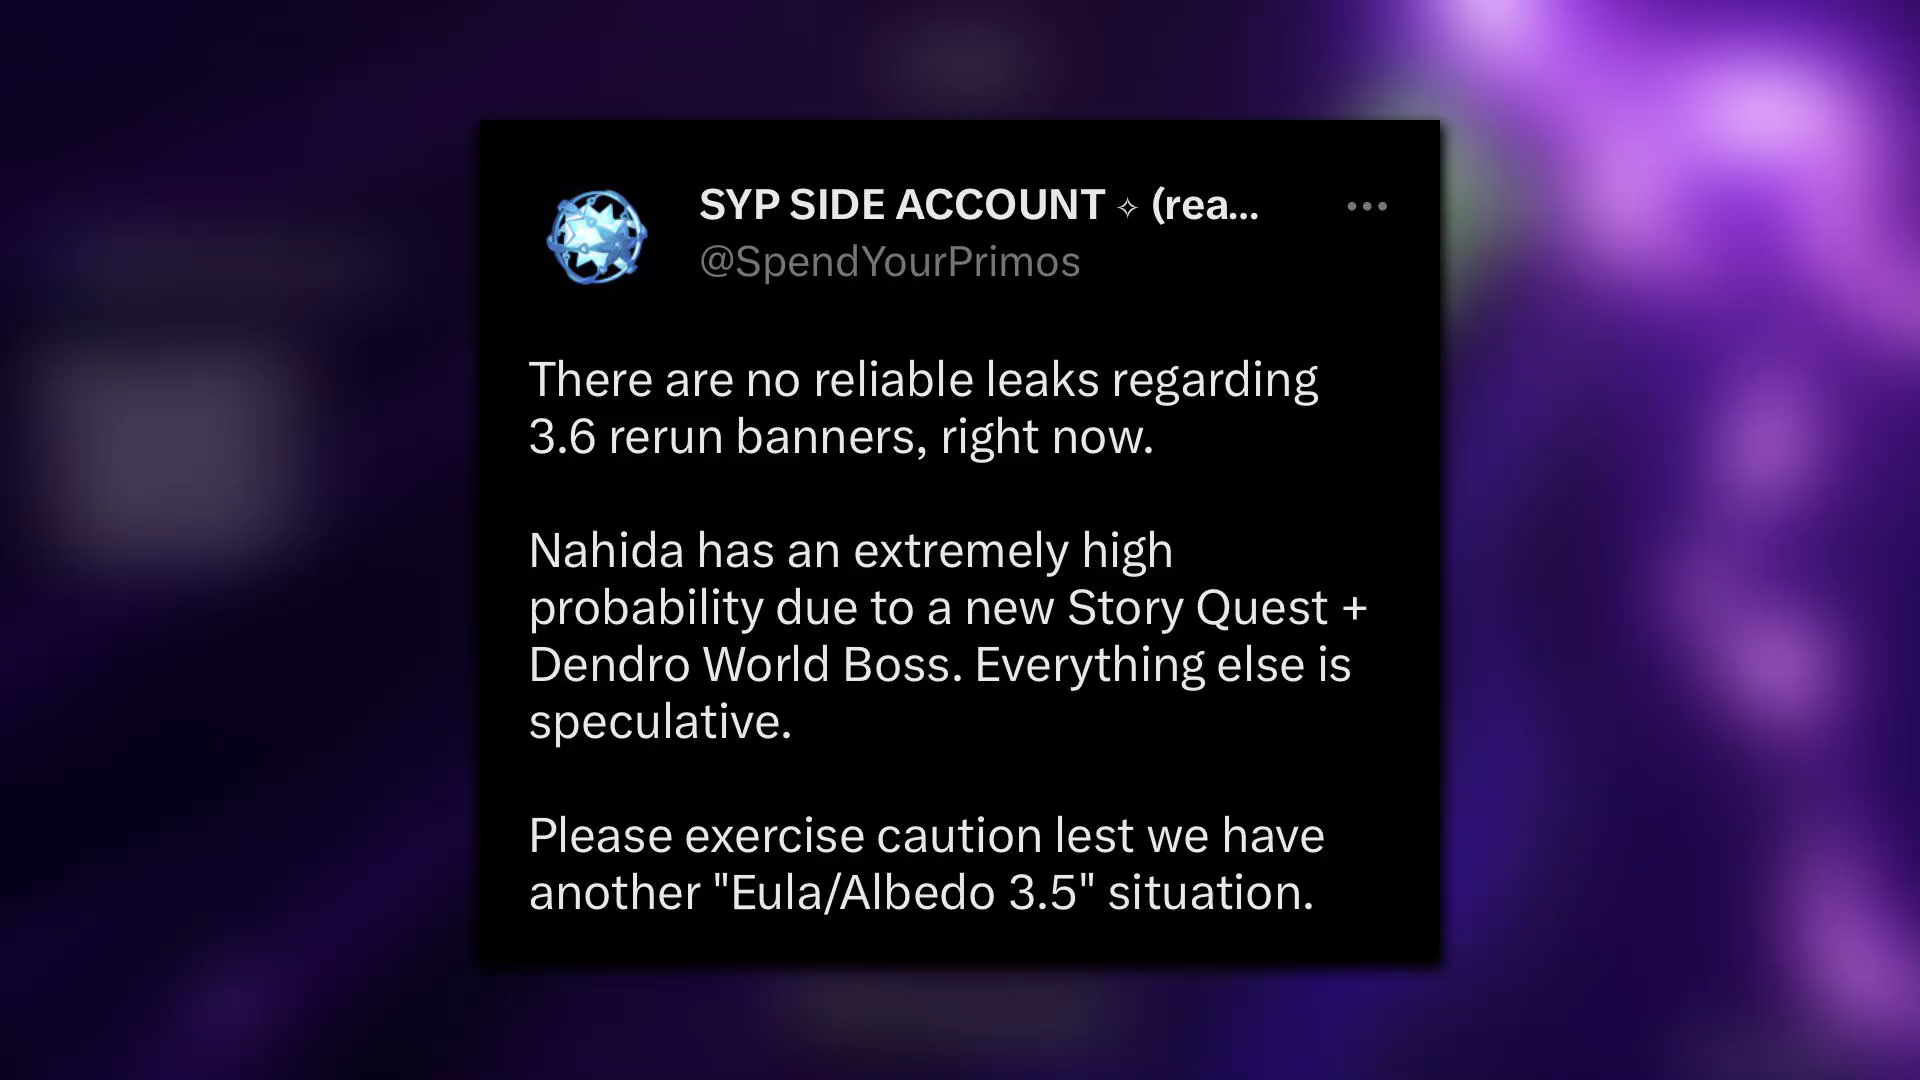 SYP SIDE ACCOUNT ✧ (rea...
@SpendYourPrimos
There are no reliable leaks regarding
3.6 rerun banners, right now.
Nahida has an extremely high
probability due to a new Story Quest +
Dendro World Boss. Everything else is
speculative.
Please exercise caution lest we have
another "Eula/Albedo 3.5" situation.